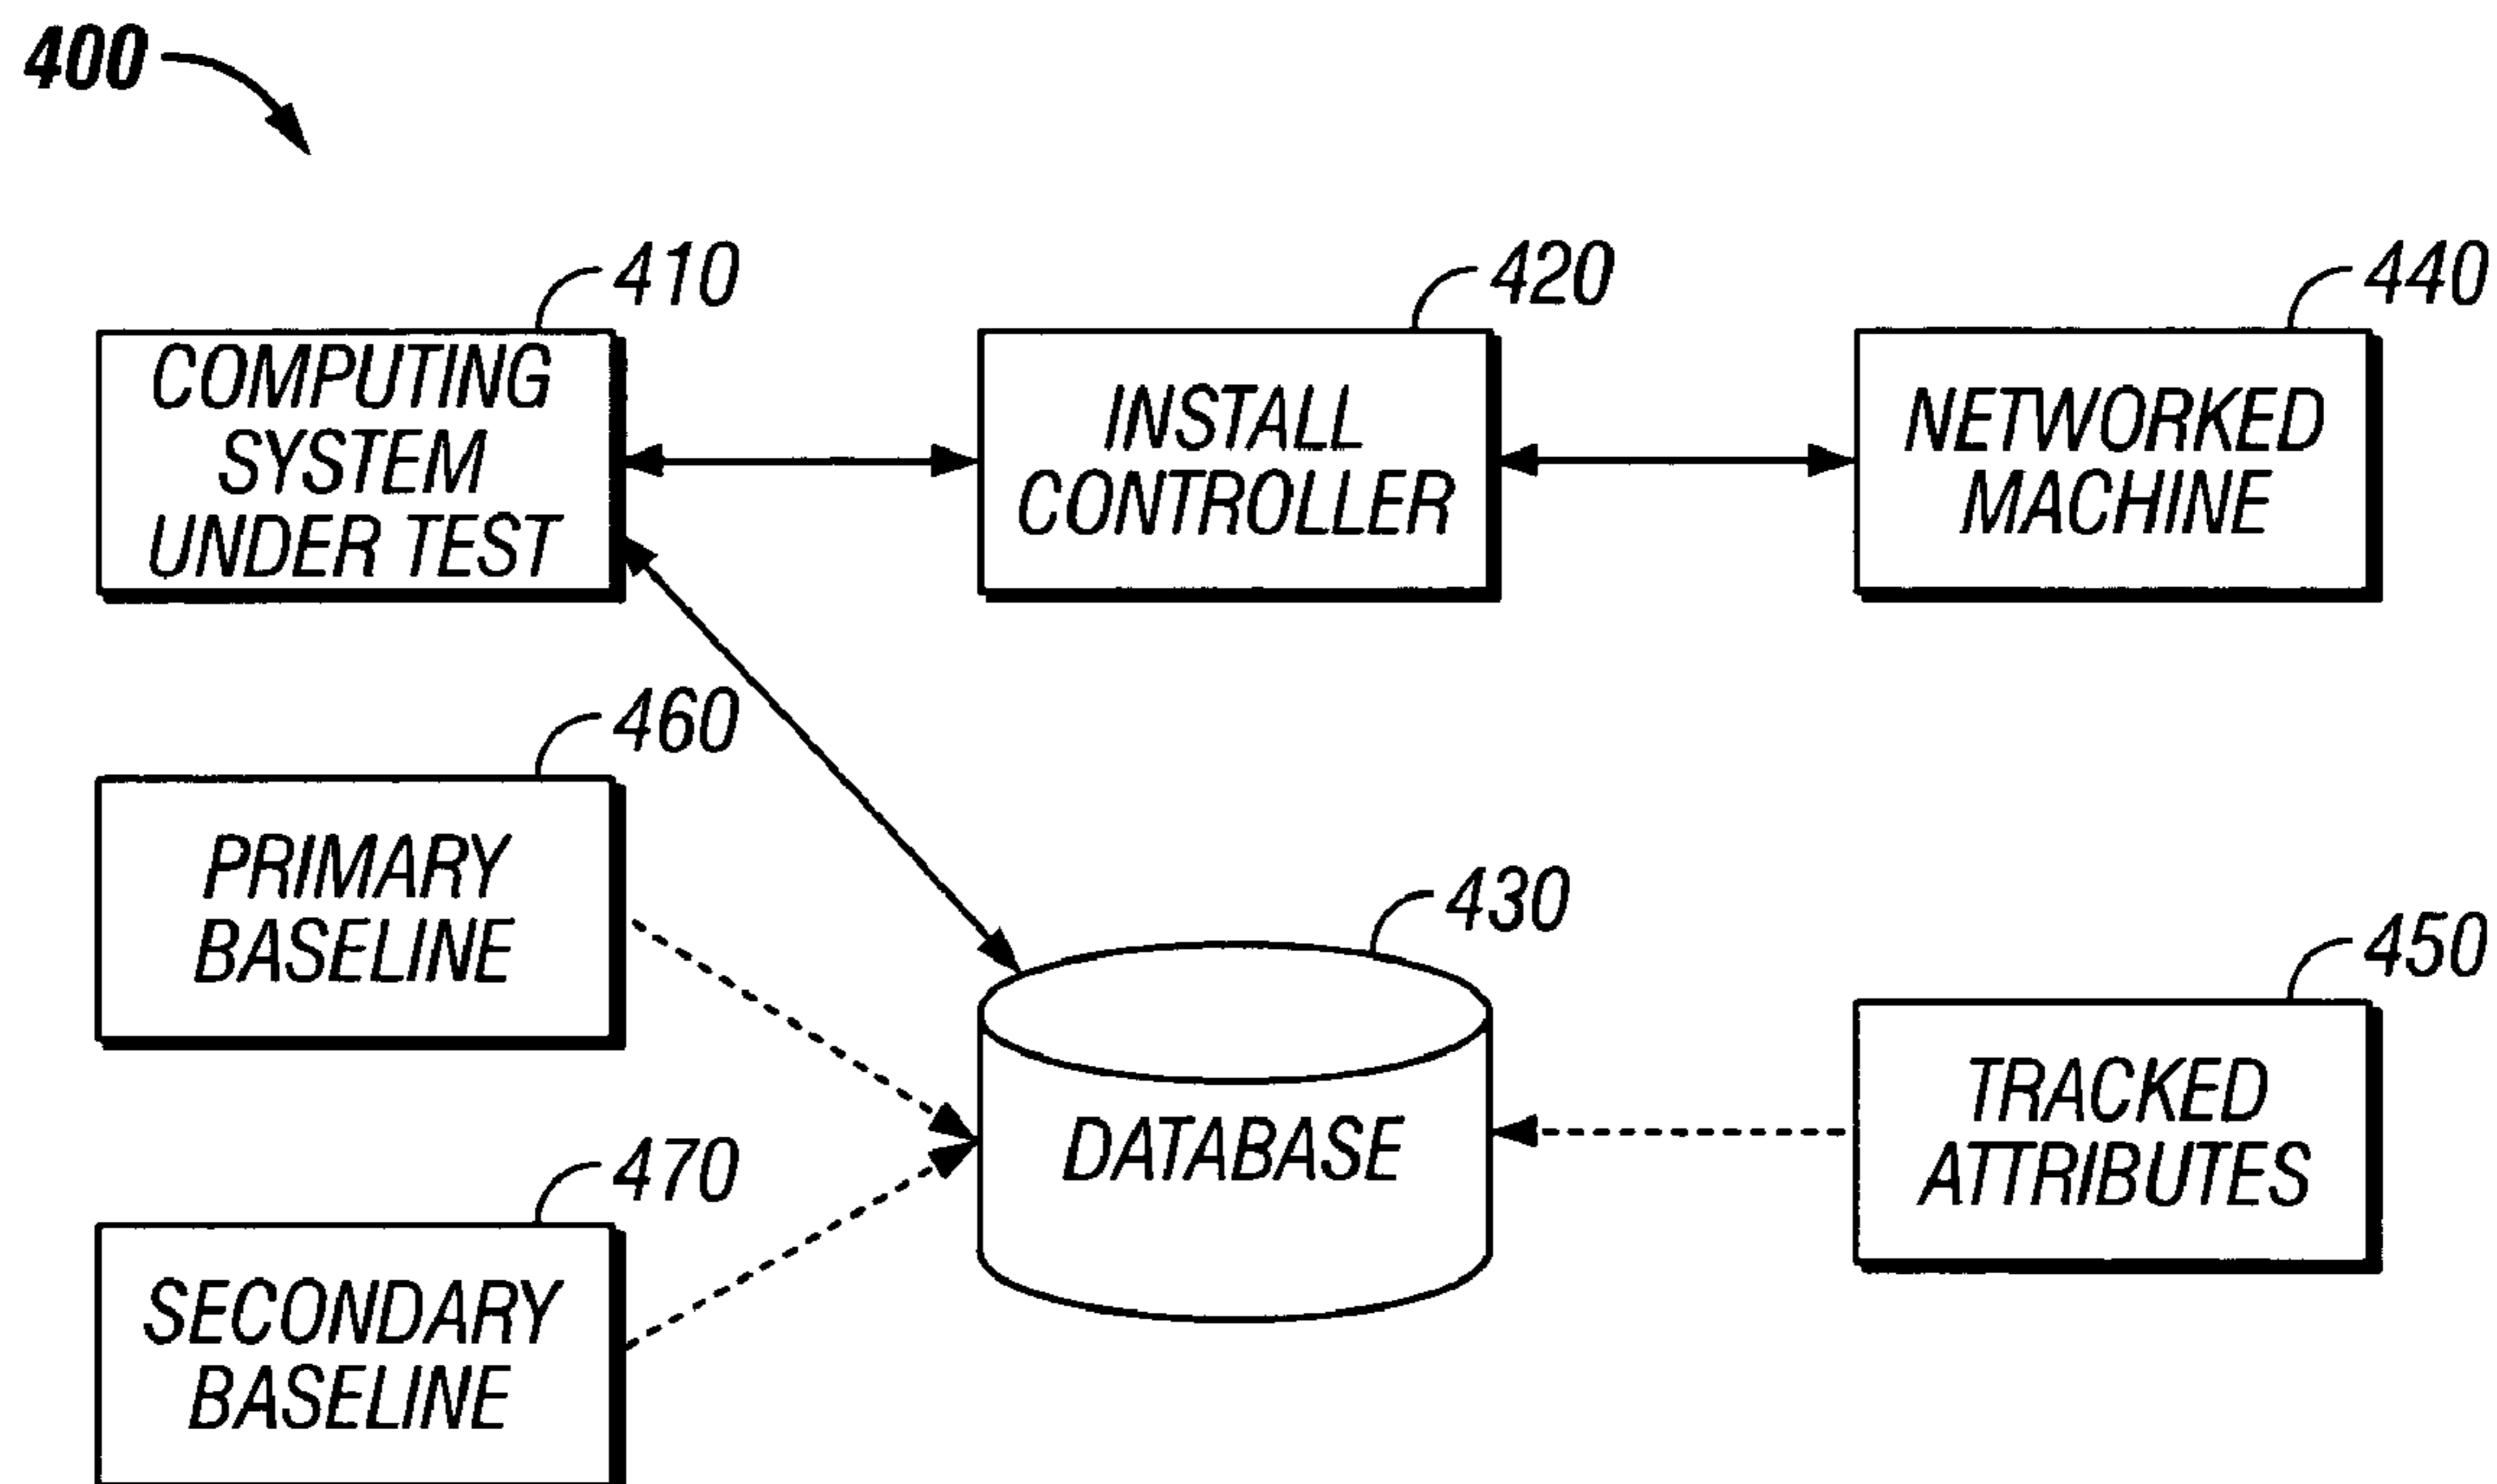 400
410
420
440
COMPUTING
SYSTEM
UNDER TEST
INSTALL
CONTROLLER
NETWORKED
MACHINE
460
PRIMARY
BASELINE
430
450
DATABASE
TRACKED
ATTRIBUTES
470
SECONDARY
BASELINE